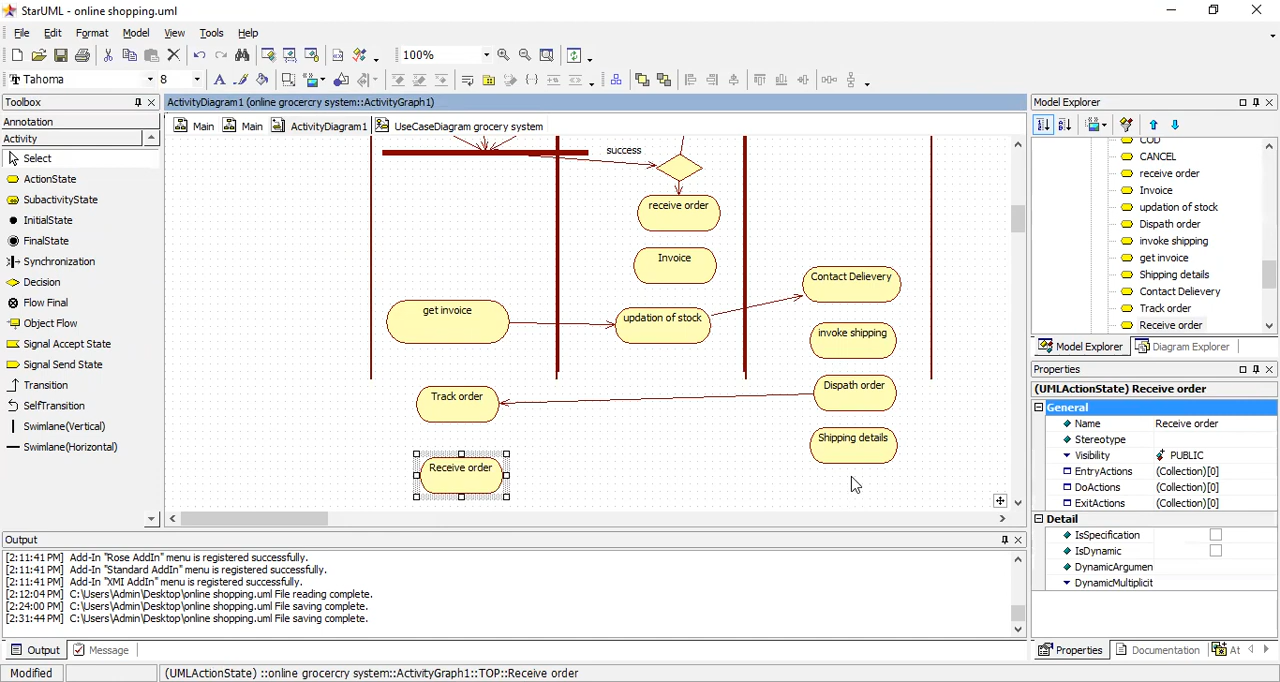 StarUML - online shopping.uml
File Edit Format Model View Tools Help
100%
Tahoma 8
Toolbox
Annotation
Activity
Select
ActionState
SubactivityState
InitialState
FinalState
Synchronization
Decision
Flow Final
Object Flow
Signal Accept State
Signal Send State
Transition
SelfTransition
Swimlane(Vertical)
Swimlane(Horizontal)
ActivityDiagram1 (online grocercry system::ActivityGraph1)
Main Main ActivityDiagram1 UseCaseDiagram grocery system
success
receive order
Invoice
Contact Delievery
get invoice
updation of stock
invoke shipping
Dispath order
Track order
Shipping details
Receive order
Model Explorer
COD
CANCEL
receive order
Invoice
updation of stock
Dispath order
invoke shipping
get invoice
Shipping details
Contact Delievery
Track order
Receive order
Model Explorer Diagram Explorer
Properties
(UMLActionState) Receive order
General
Name Receive order
Stereotype
Visibility PUBLIC
EntryActions (Collection)[0]
DoActions (Collection)[0]
ExitActions (Collection)[0]
Detail
IsSpecification
IsDynamic
DynamicArgumen
DynamicMultiplicit
Properties Documentation At
Output
[2:11:41 PM] Add-In "Rose AddIn" menu is registered successfully.
[2:11:41 PM] Add-In "Standard AddIn" menu is registered successfully.
[2:11:41 PM] Add-In "XMI AddIn" menu is registered successfully.
[2:12:04 PM] C:\Users\Admin\Desktop\online shopping.uml File reading complete.
[2:24:00 PM] C:\Users\Admin\Desktop\online shopping.uml File saving complete.
[2:31:44 PM] C:\Users\Admin\Desktop\online shopping.uml File saving complete.
Output Message
Modified (UMLActionState) ::online grocercry system::ActivityGraph1::TOP::Receive order